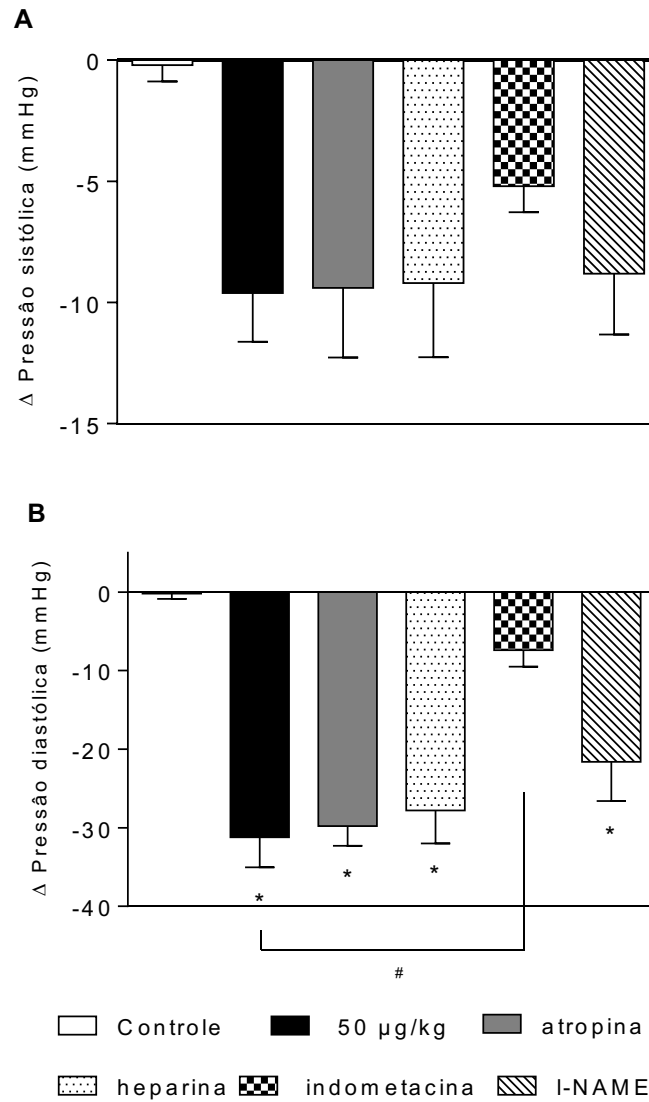 A
Δ Pressão sistólica (mmHg)
0
-5
-10
-15
B
Δ Pressão diastólica (mmHg)
0
-10
-20
-30
-40
* * * *
#
Controle 50 µg/kg atropina
heparina indometacina l-NAME